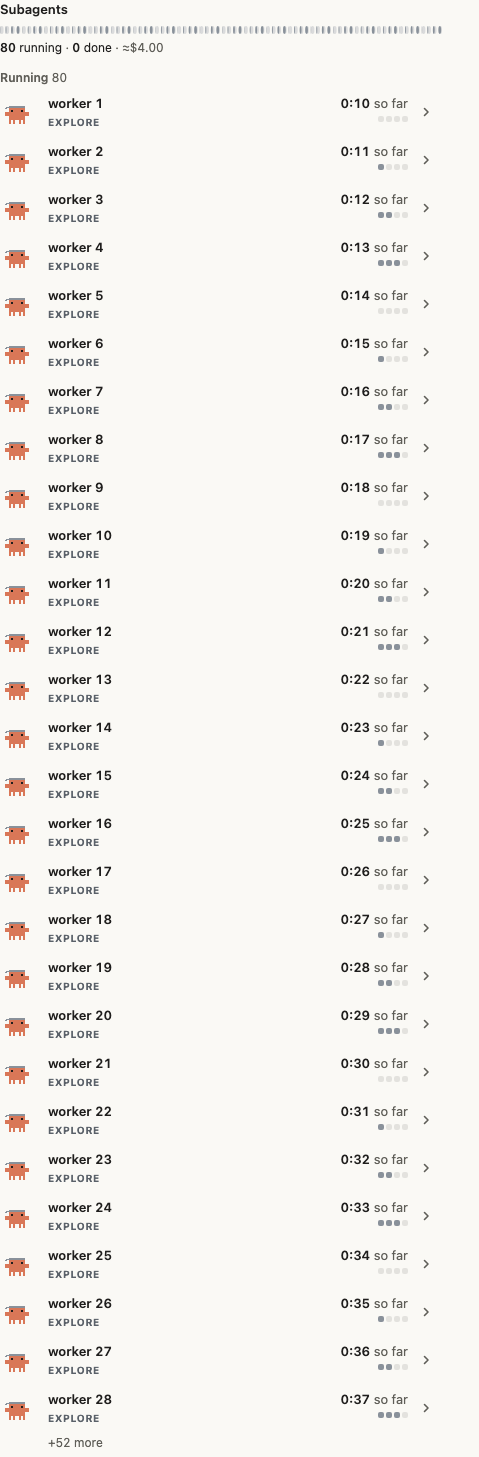 Subagents
80 running · 0 done · ≈$4.00
Running 80
worker 1 0:10 so far
EXPLORE
worker 2 0:11 so far
EXPLORE
worker 3 0:12 so far
EXPLORE
worker 4 0:13 so far
EXPLORE
worker 5 0:14 so far
EXPLORE
worker 6 0:15 so far
EXPLORE
worker 7 0:16 so far
EXPLORE
worker 8 0:17 so far
EXPLORE
worker 9 0:18 so far
EXPLORE
worker 10 0:19 so far
EXPLORE
worker 11 0:20 so far
EXPLORE
worker 12 0:21 so far
EXPLORE
worker 13 0:22 so far
EXPLORE
worker 14 0:23 so far
EXPLORE
worker 15 0:24 so far
EXPLORE
worker 16 0:25 so far
EXPLORE
worker 17 0:26 so far
EXPLORE
worker 18 0:27 so far
EXPLORE
worker 19 0:28 so far
EXPLORE
worker 20 0:29 so far
EXPLORE
worker 21 0:30 so far
EXPLORE
worker 22 0:31 so far
EXPLORE
worker 23 0:32 so far
EXPLORE
worker 24 0:33 so far
EXPLORE
worker 25 0:34 so far
EXPLORE
worker 26 0:35 so far
EXPLORE
worker 27 0:36 so far
EXPLORE
worker 28 0:37 so far
EXPLORE
+52 more